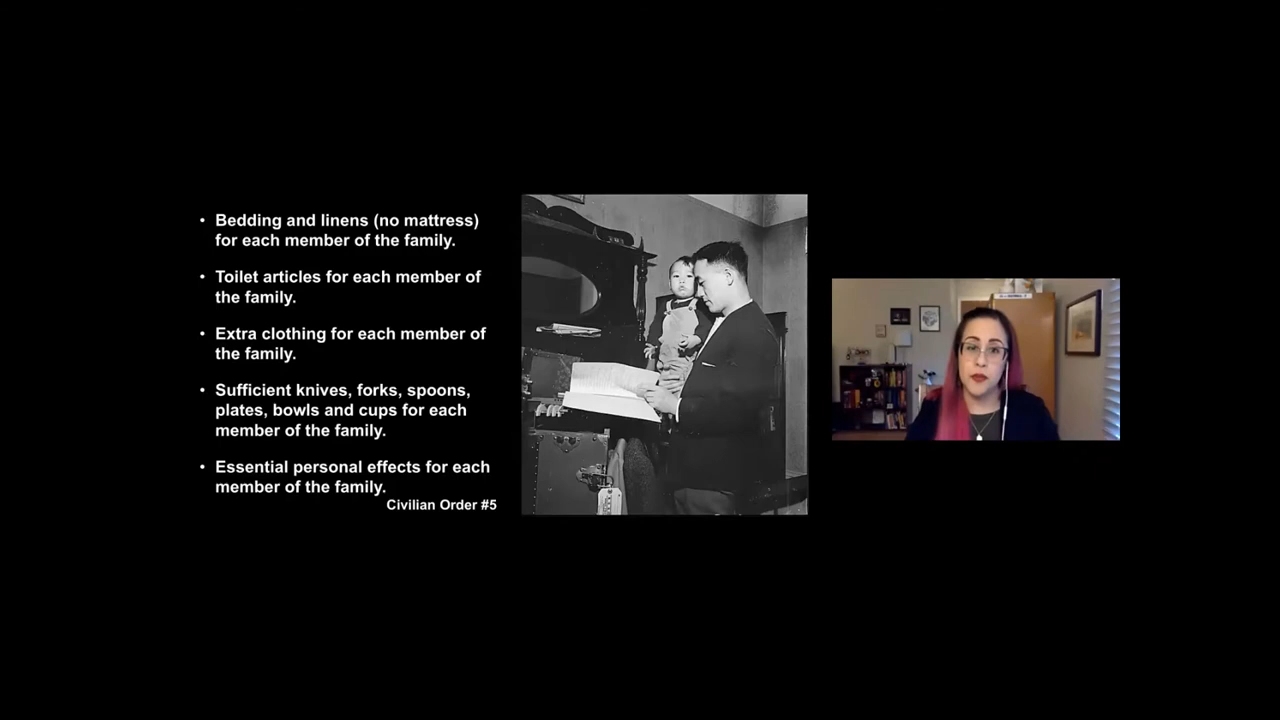 • Bedding and linens (no mattress)
for each member of the family.
• Toilet articles for each member of
the family.
• Extra clothing for each member of
the family.
• Sufficient knives, forks, spoons,
plates, bowls and cups for each
member of the family.
• Essential personal effects for each
member of the family.
Civilian Order #5